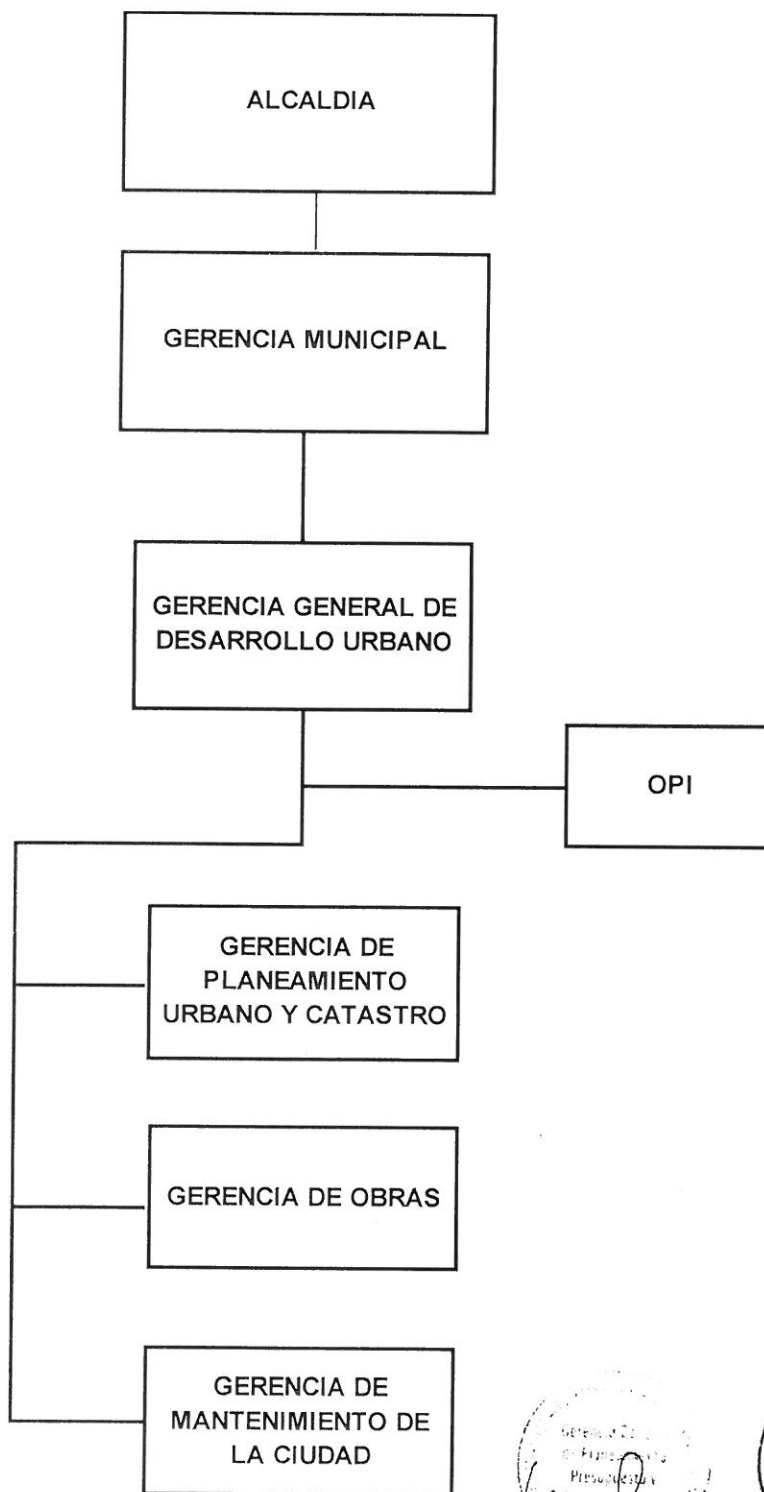 ALCALDIA
GERENCIA MUNICIPAL
GERENCIA GENERAL DE
DESARROLLO URBANO
OPI
GERENCIA DE
PLANEAMIENTO
URBANO Y CATASTRO
GERENCIA DE OBRAS
GERENCIA DE
MANTENIMIENTO DE
LA CIUDAD
Gerencia